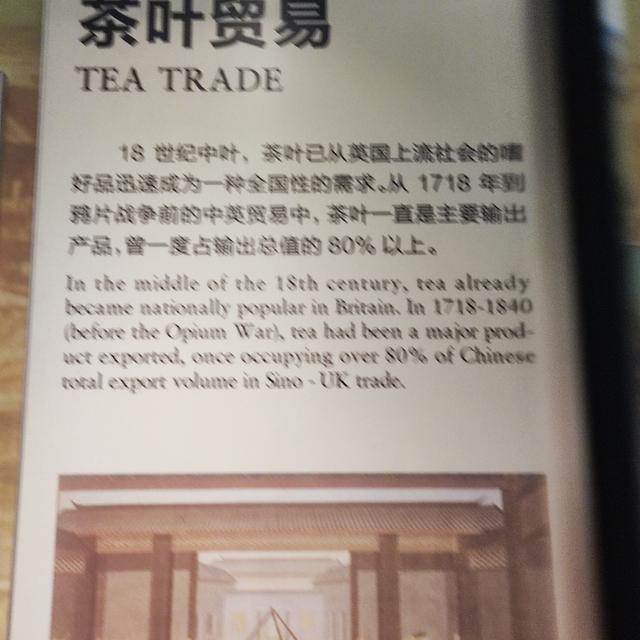 茶叶贸易
TEA TRADE
18 世纪中叶，茶叶已从英国上流社会的嗜
好品迅速成为一种全国性的需求。从 1718 年到
鸦片战争前的中英贸易中，茶叶一直是主要输出
产品，曾一度占输出总值的 80% 以上。
In the middle of the 18th century, tea already
became nationally popular in Britain. In 1718-1840
(before the Opium War), tea had been a major prod-
uct exported, once occupying over 80% of Chinese
total export volume in Sino - UK trade.